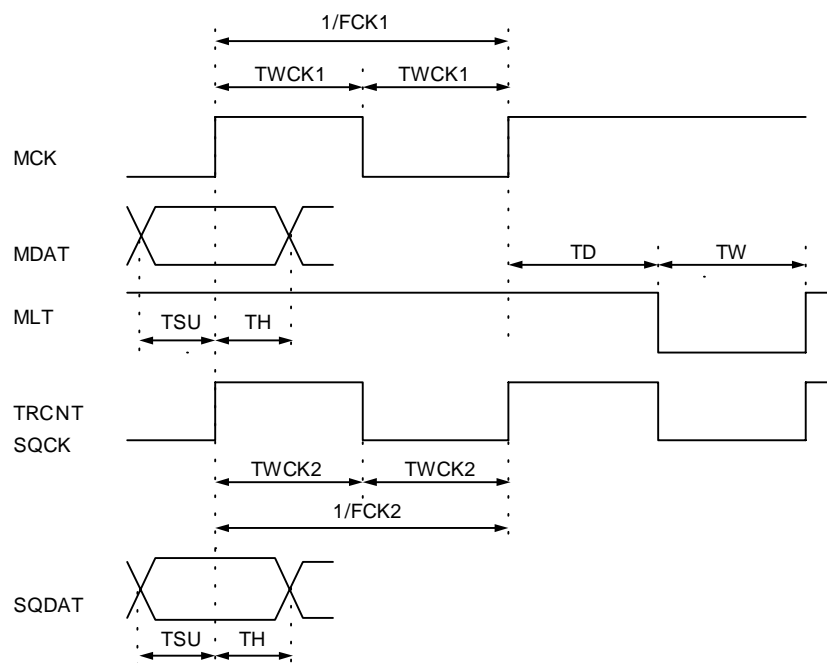 1/FCK1
TWCK1 TWCK1
MCK
MDAT
TD TW
MLT
TSU TH
TRCNT
SQCK
TWCK2 TWCK2
1/FCK2
SQDAT
TSU TH